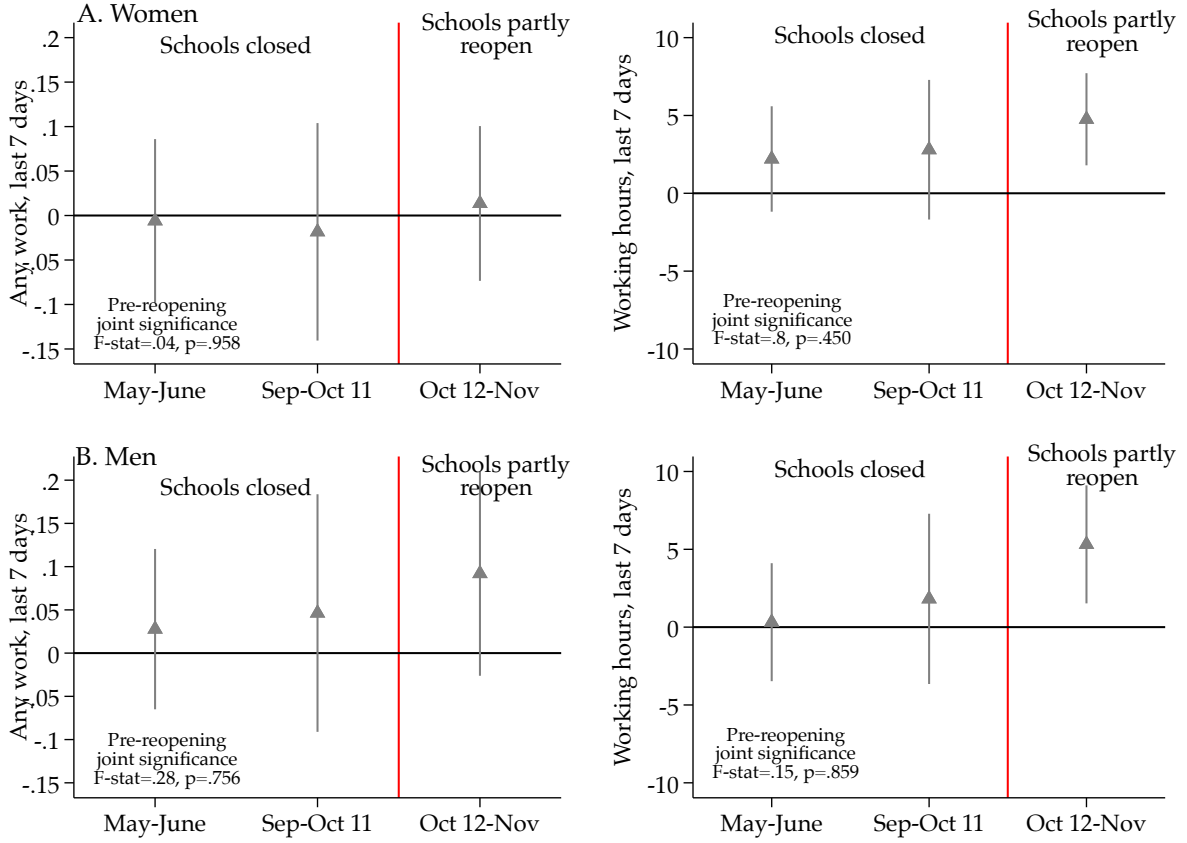 A. Women
Any work, last 7 days
.2
.15
.1
.05
0
-.05
-.1
-.15
Schools closed
Schools partly
reopen
Pre-reopening
joint significance
F-stat=.04, p=.958
May-June
Sep-Oct 11
Oct 12-Nov
Working hours, last 7 days
10
5
0
-5
-10
Schools closed
Schools partly
reopen
Pre-reopening
joint significance
F-stat=.8, p=.450
May-June
Sep-Oct 11
Oct 12-Nov
B. Men
Any work, last 7 days
.2
.15
.1
.05
0
-.05
-.1
-.15
Schools closed
Schools partly
reopen
Pre-reopening
joint significance
F-stat=.28, p=.756
May-June
Sep-Oct 11
Oct 12-Nov
Working hours, last 7 days
10
5
0
-5
-10
Schools closed
Schools partly
reopen
Pre-reopening
joint significance
F-stat=.15, p=.859
May-June
Sep-Oct 11
Oct 12-Nov